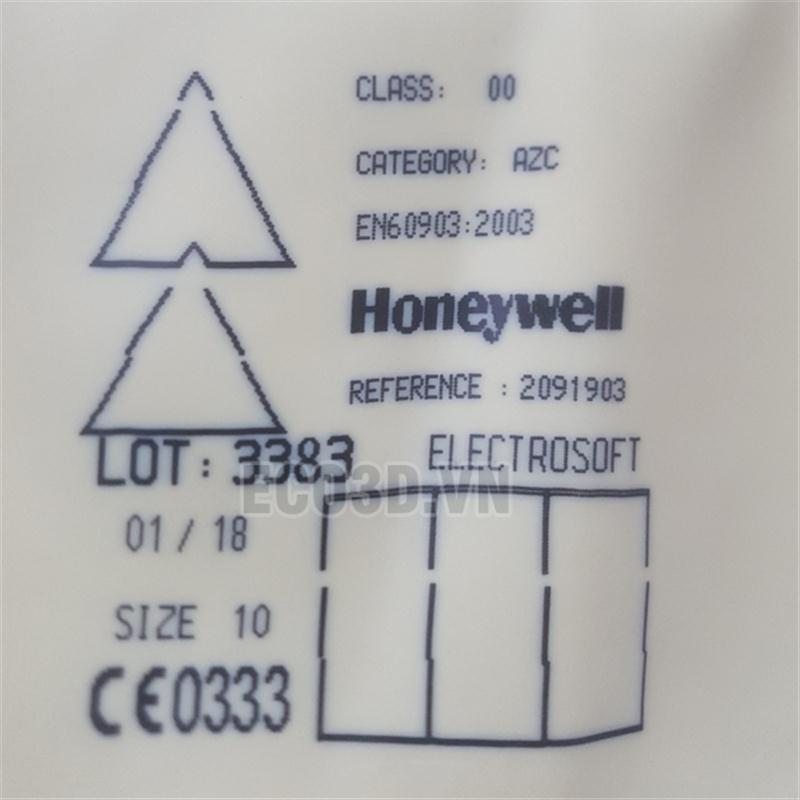 CLASS: 00
CATEGORY: AZC
EN60903:2003
Honeywell
REFERENCE : 2091903
ELECTROSOFT
LOT: 3383
ECO3D.VN
01 / 18
SIZE 10
CE0333